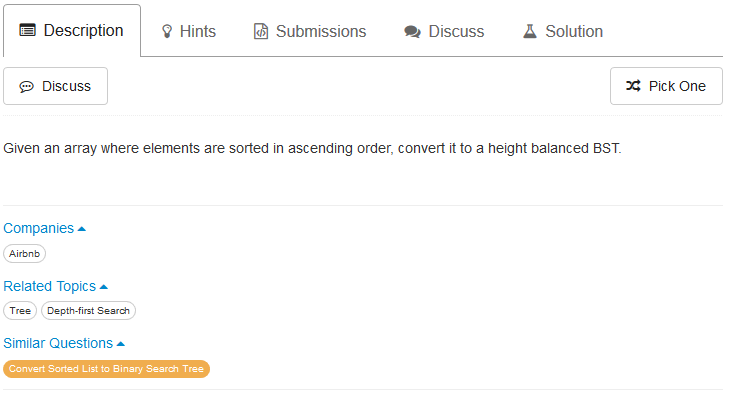 Description Hints Submissions Discuss Solution
Discuss Pick One
Given an array where elements are sorted in ascending order, convert it to a height balanced BST.
Companies
Airbnb
Related Topics
Tree Depth-first Search
Similar Questions
Convert Sorted List to Binary Search Tree